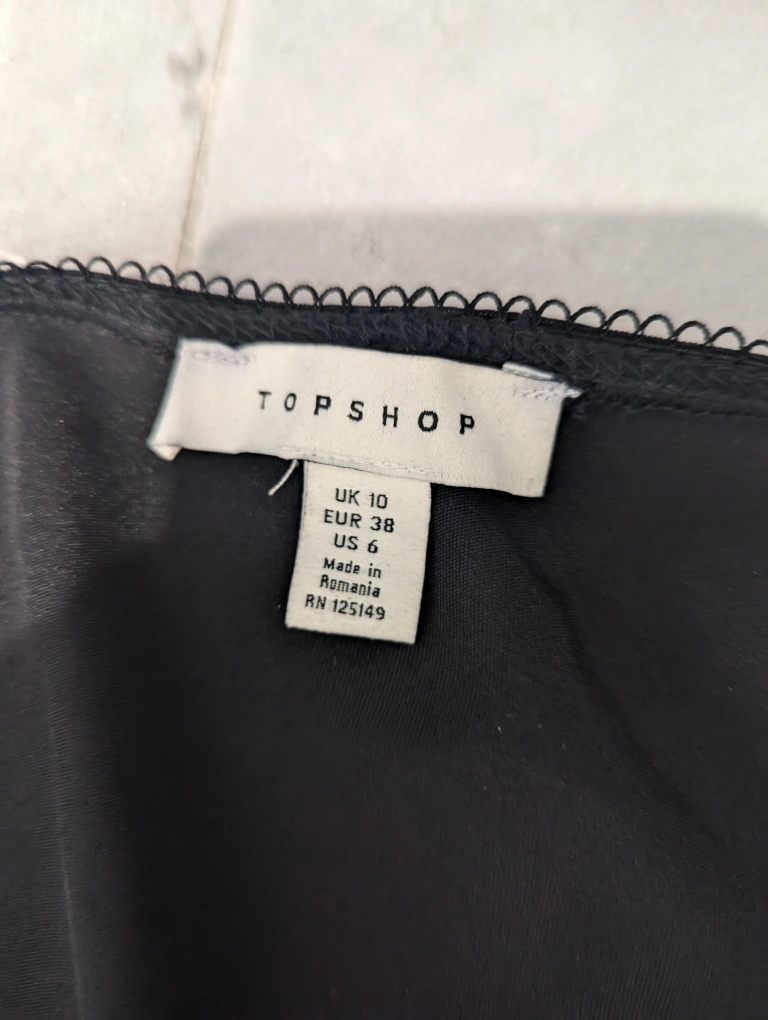 TOPSHOP
UK 10
EUR 38
US 6
Made in
Romania
RN 125149